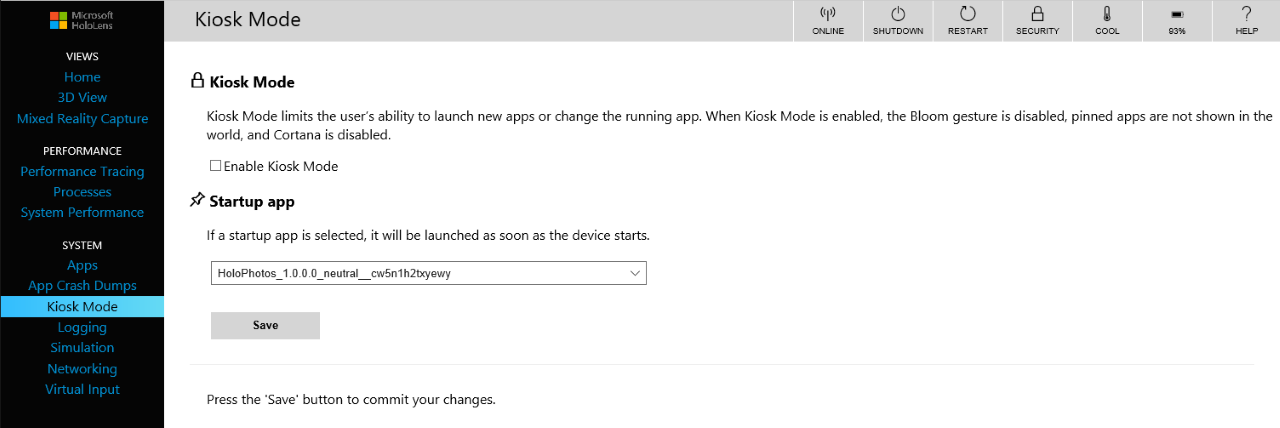 Microsoft
HoloLens
VIEWS
Home
3D View
Mixed Reality Capture
PERFORMANCE
Performance Tracing
Processes
System Performance
SYSTEM
Apps
App Crash Dumps
Kiosk Mode
Logging
Simulation
Networking
Virtual Input
Kiosk Mode
ONLINE
SHUTDOWN
RESTART
SECURITY
COOL
93%
HELP
Kiosk Mode
Kiosk Mode limits the user's ability to launch new apps or change the running app. When Kiosk Mode is enabled, the Bloom gesture is disabled, pinned apps are not shown in the
world, and Cortana is disabled.
Enable Kiosk Mode
Startup app
If a startup app is selected, it will be launched as soon as the device starts.
HoloPhotos_1.0.0.0_neutral__cw5n1h2txyewy
Save
Press the 'Save' button to commit your changes.